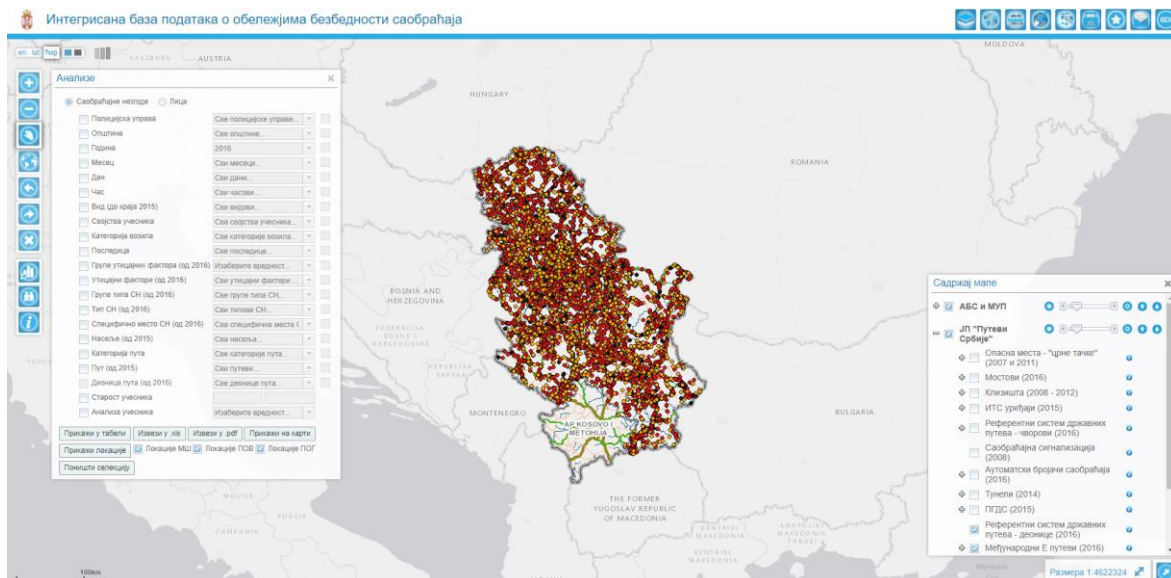 Интегрисана база података о обележјима безбедности саобраћаја
en lat ћир
Анализе
Саобраћајне незгоде Лица
Полицијска управа Све полицијске управе...
Општина Све општине...
Година 2016
Месец Сви месеци...
Дан Сви дани...
Час Сви часови...
Вид (до краја 2015) Сви видови...
Својства учесника Сва својства учесника...
Категорија возила Све категорије возила...
Последица Све последице...
Групе утицајних фактора (од 2016) Изаберите вредност...
Утицајни фактори (од 2016) Сви утицајни фактори ...
Групе типа СН (од 2016) Све групе типа СН...
Тип СН (од 2016) Сви типови СН...
Специфично место СН (од 2016) Сва специфична места С
Насеље (од 2015) Сва насеља...
Категорија пута Све категорије пута...
Пут (од 2015) Сви путеви...
Деоница пута (од 2016) Све деонице пута...
Старост учесника
Анализа учесника Изаберите вредност...
Прикажи у табели Извези у .xls Извези у .pdf Прикажи на карти
Прикажи локације Локације МШ Локације ПОВ Локације ПОГ
Поништи селекцију
SALZBURG AUSTRIA
HUNGARY
MOLDOVA
ROMANIA
BOSNIA AND
HERZEGOVINA
FEDERACIJA
BOSNE I
HERCEGOVINE
REPUBLIKA
SRPSKA
MONTENEGRO
AP KOSOVO I
METOHIJA
BULGARIA
THE FORMER
YUGOSLAV REPUBLIC
OF MACEDONIA
MOLISE
PUGLIA
CAMPANIA
Садржај мапе
АБС и МУП
ЈП "Путеви
Србије"
Опасна места - "црне тачке"
(2007 и 2011)
Мостови (2016)
Клизишта (2008 - 2012)
ИТС уређаји (2015)
Референтни систем државних
путева - чворови (2016)
Саобраћајна сигнализација
(2008)
Аутоматски бројачи саобраћаја
(2016)
Тунели (2014)
ПГДС (2015)
Референтни систем државних
путева - деонице (2016)
Међународни Е путеви (2016)
100km
Размера 1:4622324